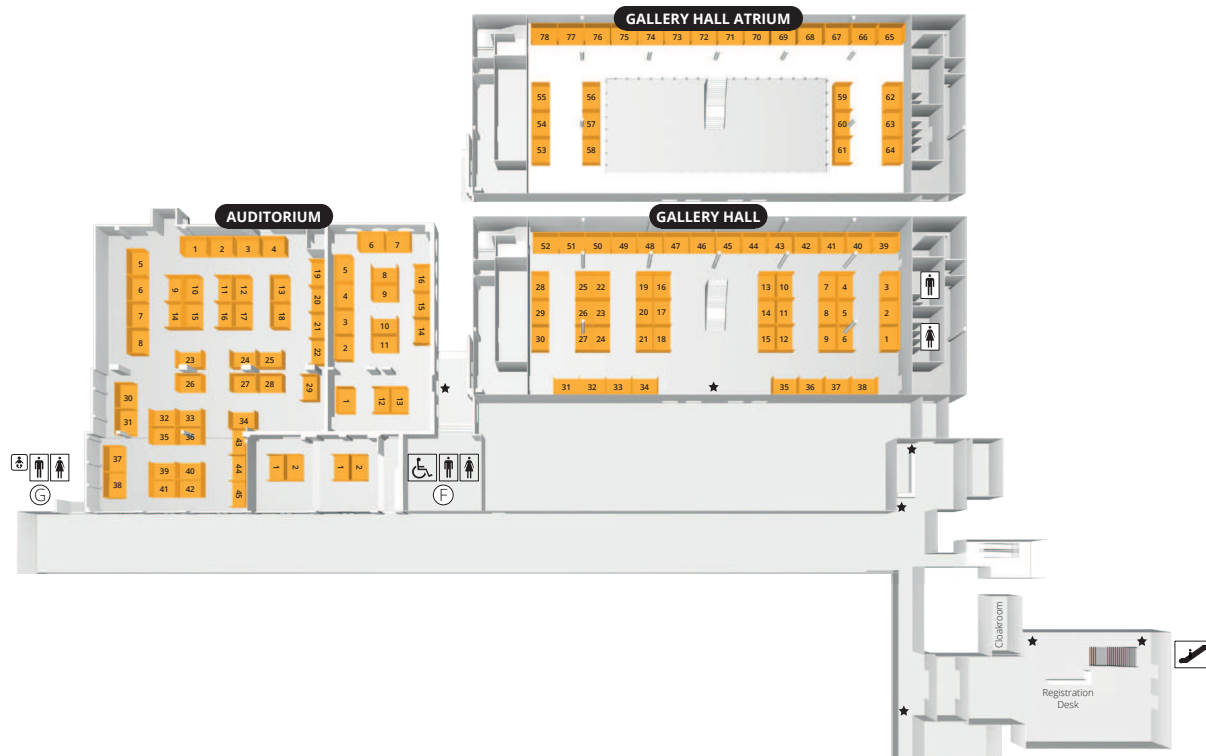 GALLERY HALL ATRIUM
78 77 76 75 74 73 72 71 70 69 68 67 66 65
55 56 59 62
54 57 60 63
53 58 61 64
AUDITORIUM
1 2 3 4
5
6
7
8
9 10 11 12 13
14 15 16 17 18
19
20
21
22
23 24 25
26 27 28 29
30
31
32 33 34
35 36
37
38
39 40
41 42
43
44
45
6 7
5
4
3
2
8
9
10
11
16
15
14
1 12 13
1 2
1 2
GALLERY HALL
52 51 50 49 48 47 46 45 44 43 42 41 40 39
28 25 22 19 16 13 10 7 4 3
29 26 23 20 17 14 11 8 5 2
30 27 24 21 18 15 12 9 6 1
31 32 33 34 35 36 37 38
G
F
Cloakroom
Registration
Desk